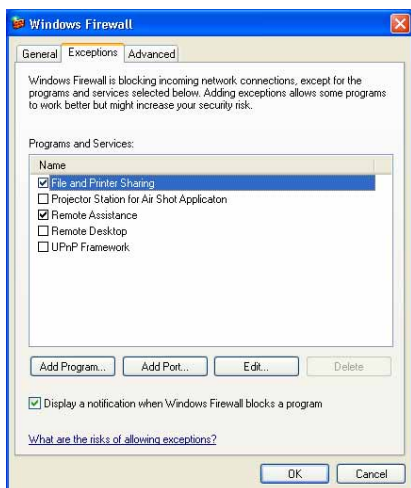 Windows Firewall
General Exceptions Advanced
Windows Firewall is blocking incoming network connections, except for the
programs and services selected below. Adding exceptions allows some programs
to work better but might increase your security risk.
Programs and Services:
Name
File and Printer Sharing
Projector Station for Air Shot Applicaton
Remote Assistance
Remote Desktop
UPnP Framework
Add Program... Add Port... Edit... Delete
Display a notification when Windows Firewall blocks a program
What are the risks of allowing exceptions?
OK Cancel